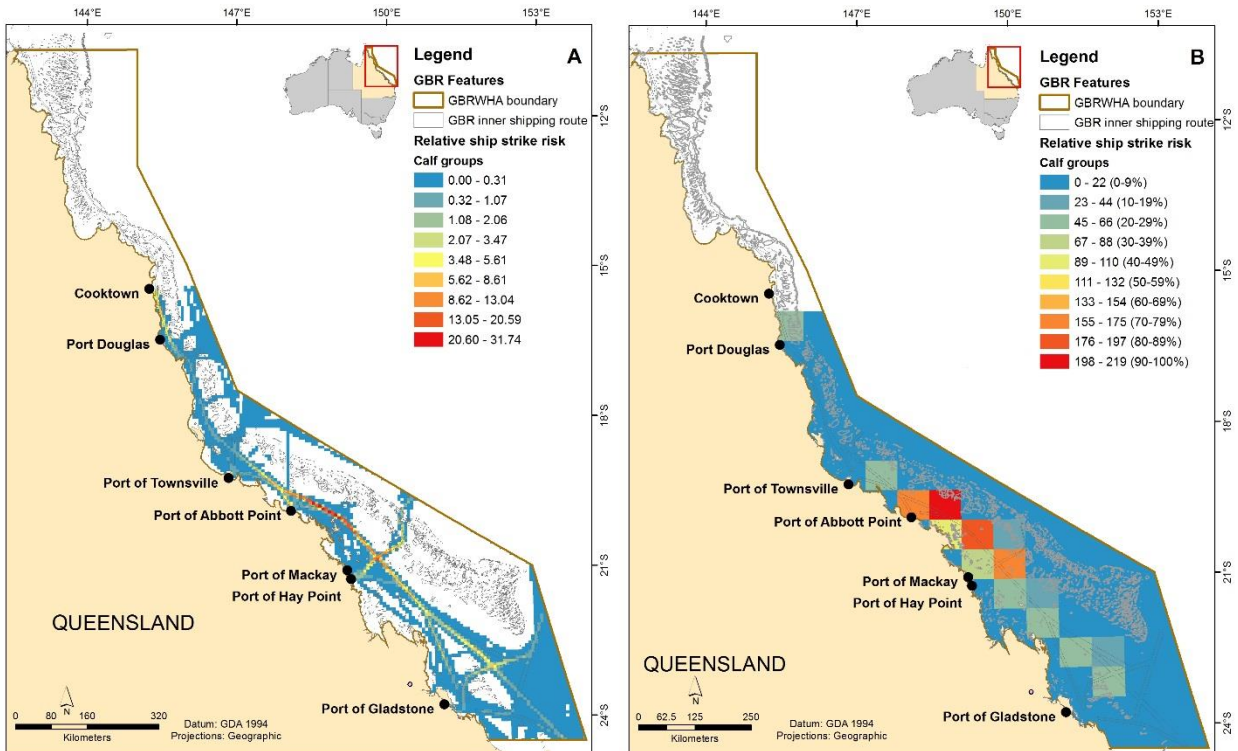 144°E
147°E
150°E
153°E
Legend
A
GBR Features
GBRWHA boundary
GBR inner shipping route
Relative ship strike risk
Calf groups
0.00 - 0.31
0.32 - 1.07
1.08 - 2.06
2.07 - 3.47
3.48 - 5.61
5.62 - 8.61
8.62 - 13.04
13.05 - 20.59
20.60 - 31.74
12°S
15°S
18°S
21°S
24°S
Cooktown
Port Douglas
Port of Townsville
Port of Abbott Point
Port of Mackay
Port of Hay Point
QUEENSLAND
Port of Gladstone
N
0 80 160 320
Kilometers
Datum: GDA 1994
Projections: Geographic
144°E
147°E
150°E
153°E
Legend
B
GBR Features
GBRWHA boundary
GBR inner shipping route
Relative ship strike risk
Calf groups
0 - 22 (0-9%)
23 - 44 (10-19%)
45 - 66 (20-29%)
67 - 88 (30-39%)
89 - 110 (40-49%)
111 - 132 (50-59%)
133 - 154 (60-69%)
155 - 175 (70-79%)
176 - 197 (80-89%)
198 - 219 (90-100%)
12°S
15°S
18°S
21°S
24°S
Cooktown
Port Douglas
Port of Townsville
Port of Abbott Point
Port of Mackay
Port of Hay Point
QUEENSLAND
Port of Gladstone
N
0 62.5 125 250
Kilometers
Datum: GDA 1994
Projections: Geographic